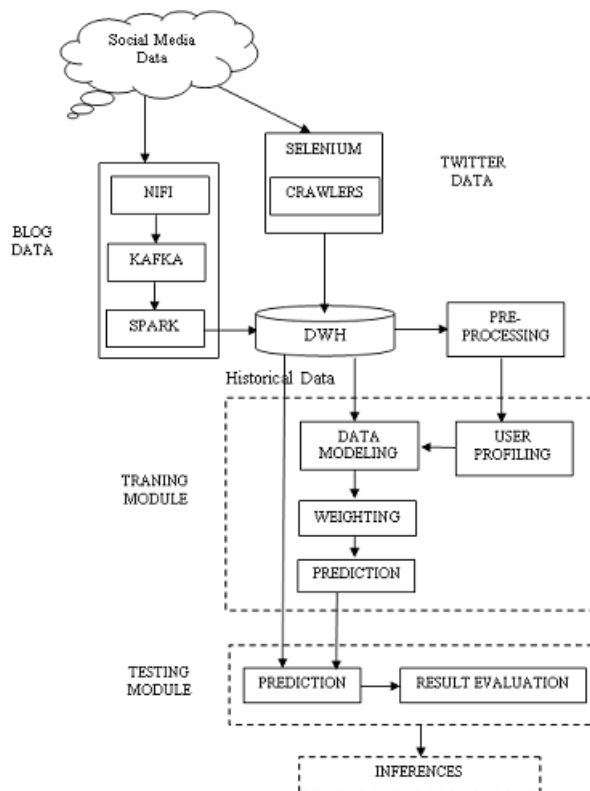 Social Media
Data
SELENIUM
CRAWLERS
TWITTER
DATA
NIFI
BLOG
DATA
KAFKA
SPARK
DWH
PRE-
PROCESSING
Historical Data
DATA
MODELING
USER
PROFILING
TRANING
MODULE
WEIGHTING
PREDICTION
TESTING
MODULE
PREDICTION
RESULT EVALUATION
INFERENCES